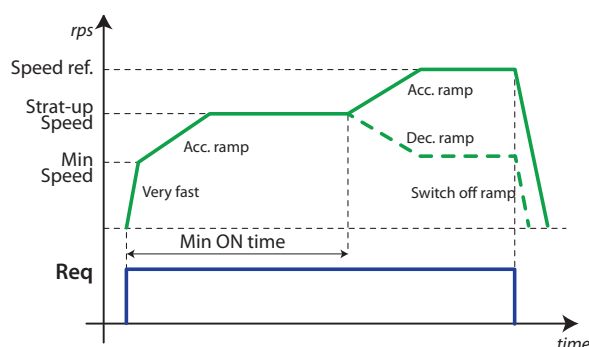 rps
Speed ref.
Strat-up
Speed
Min
Speed
Acc. ramp
Acc. ramp
Dec. ramp
Very fast
Switch off ramp
Min ON time
Req
time